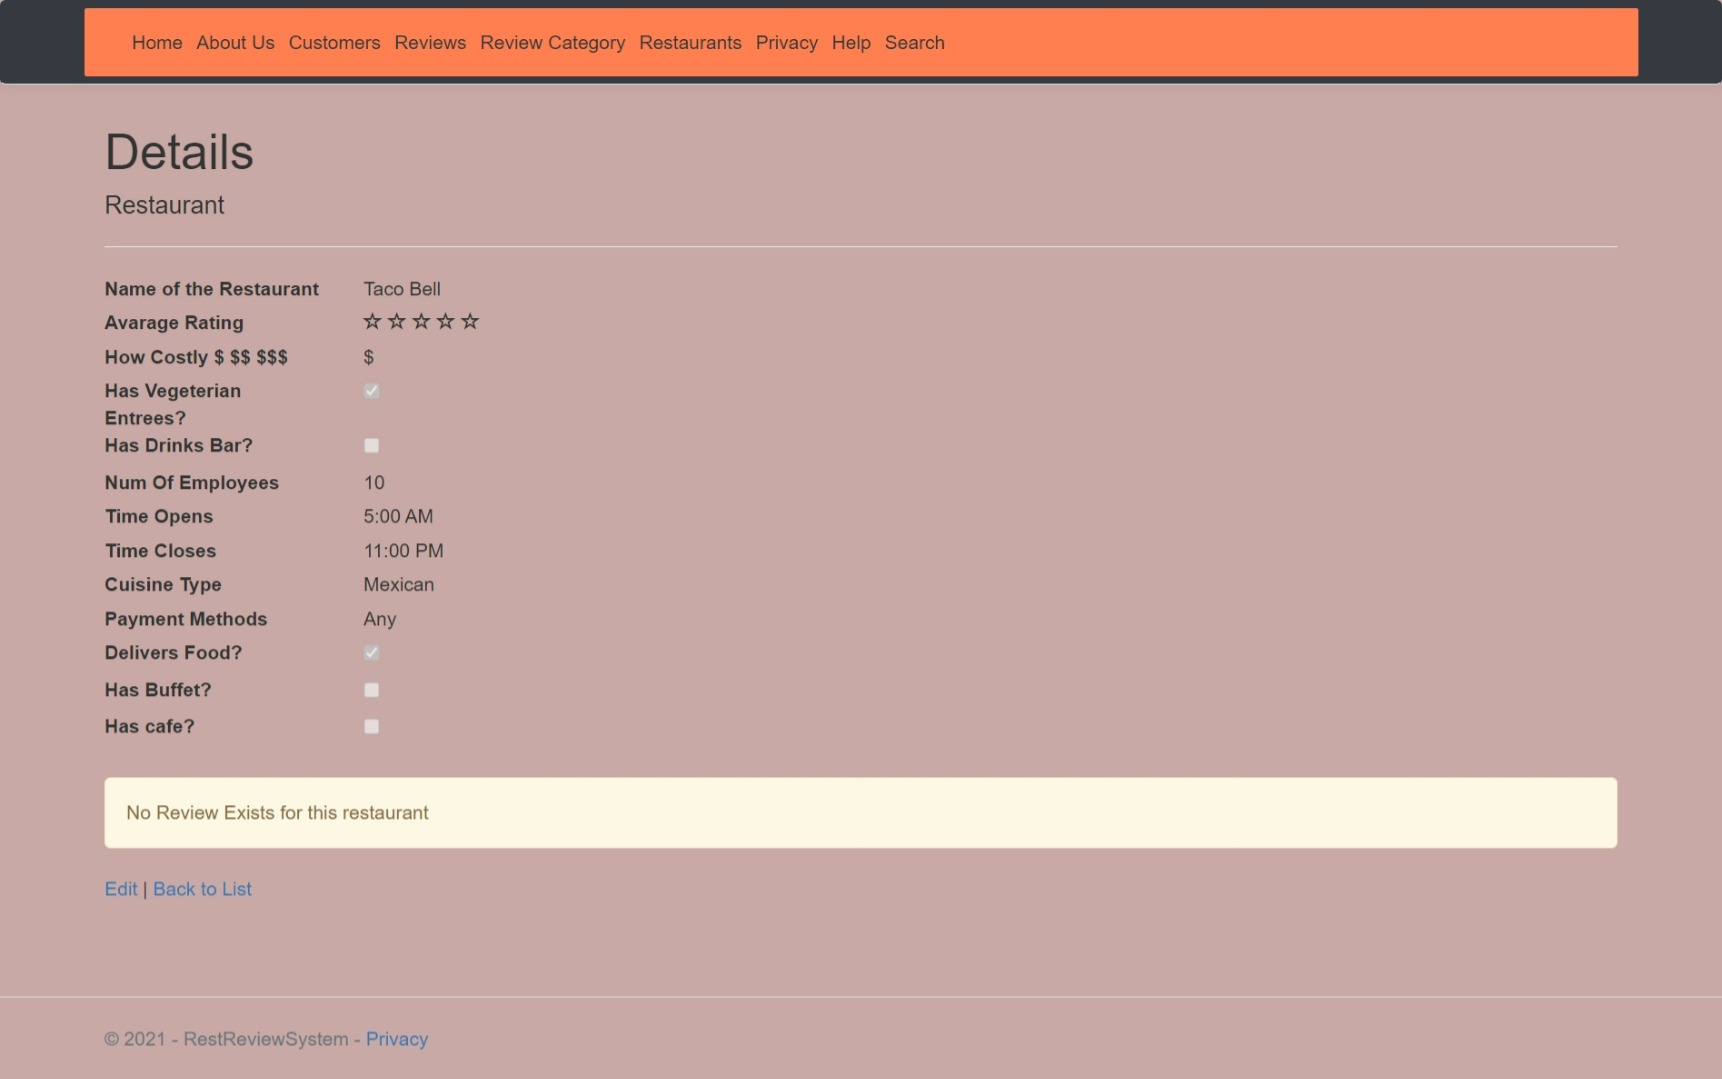 Home About Us Customers Reviews Review Category Restaurants Privacy Help Search
Details
Restaurant
Name of the Restaurant Taco Bell
Avarage Rating ☆ ☆ ☆ ☆ ☆
How Costly $ $$ $$$ $
Has Vegeterian
Entrees?
Has Drinks Bar?
Num Of Employees 10
Time Opens 5:00 AM
Time Closes 11:00 PM
Cuisine Type Mexican
Payment Methods Any
Delivers Food?
Has Buffet?
Has cafe?
No Review Exists for this restaurant
Edit | Back to List
© 2021 - RestReviewSystem - Privacy